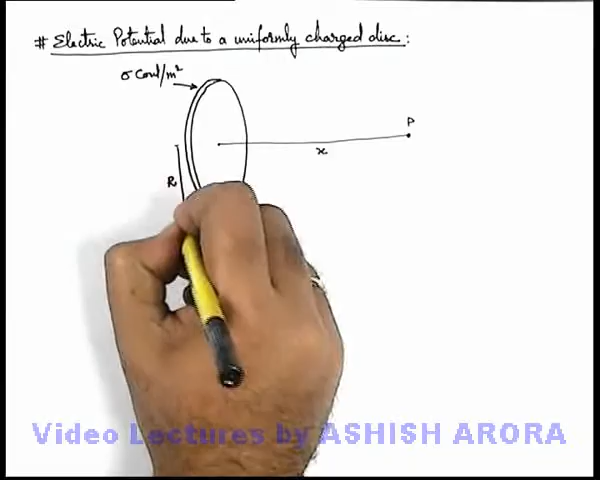 # Electric Potential due to a uniformly charged disc :
σ coul/m²
P
x
R
Video Lectures by ASHISH ARORA